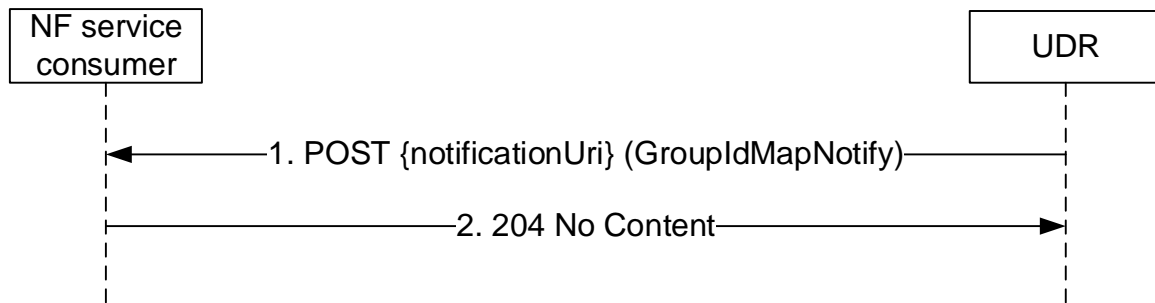 NF service
consumer
UDR
1. POST {notificationUri} (GroupIdMapNotify)
2. 204 No Content